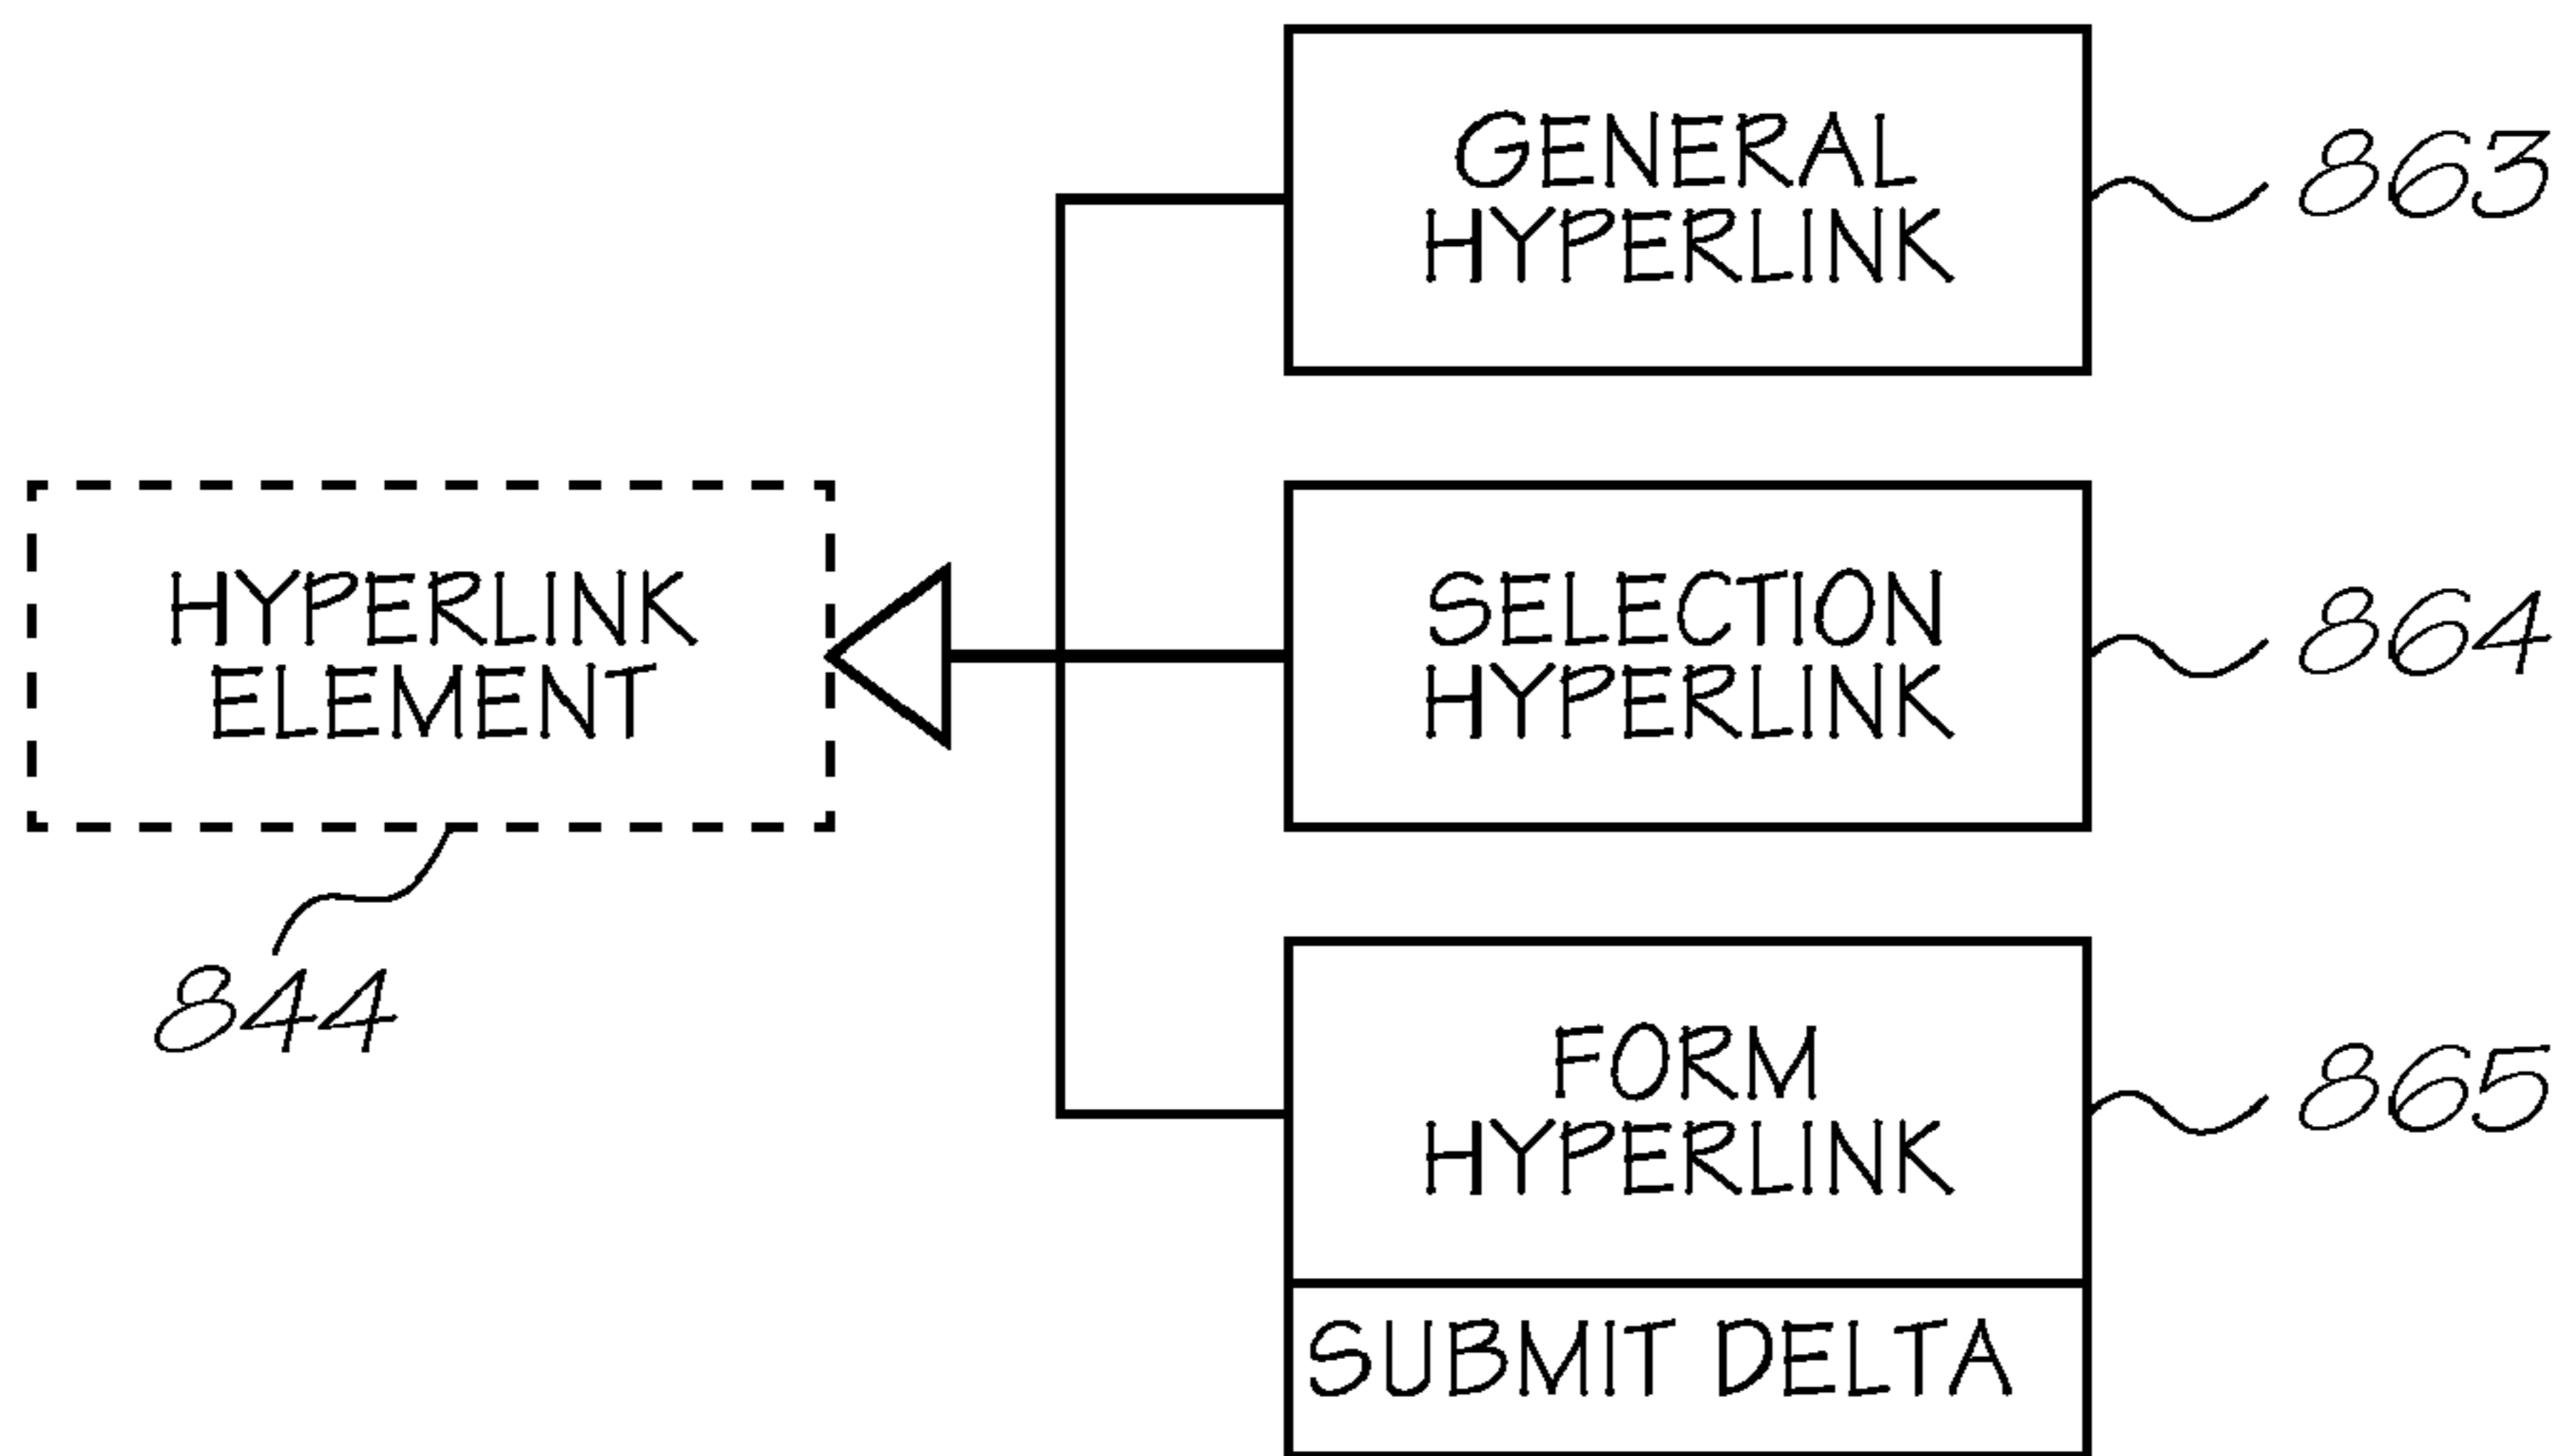 GENERAL
HYPERLINK
863
HYPERLINK
ELEMENT
844
SELECTION
HYPERLINK
864
FORM
HYPERLINK
865
SUBMIT DELTA